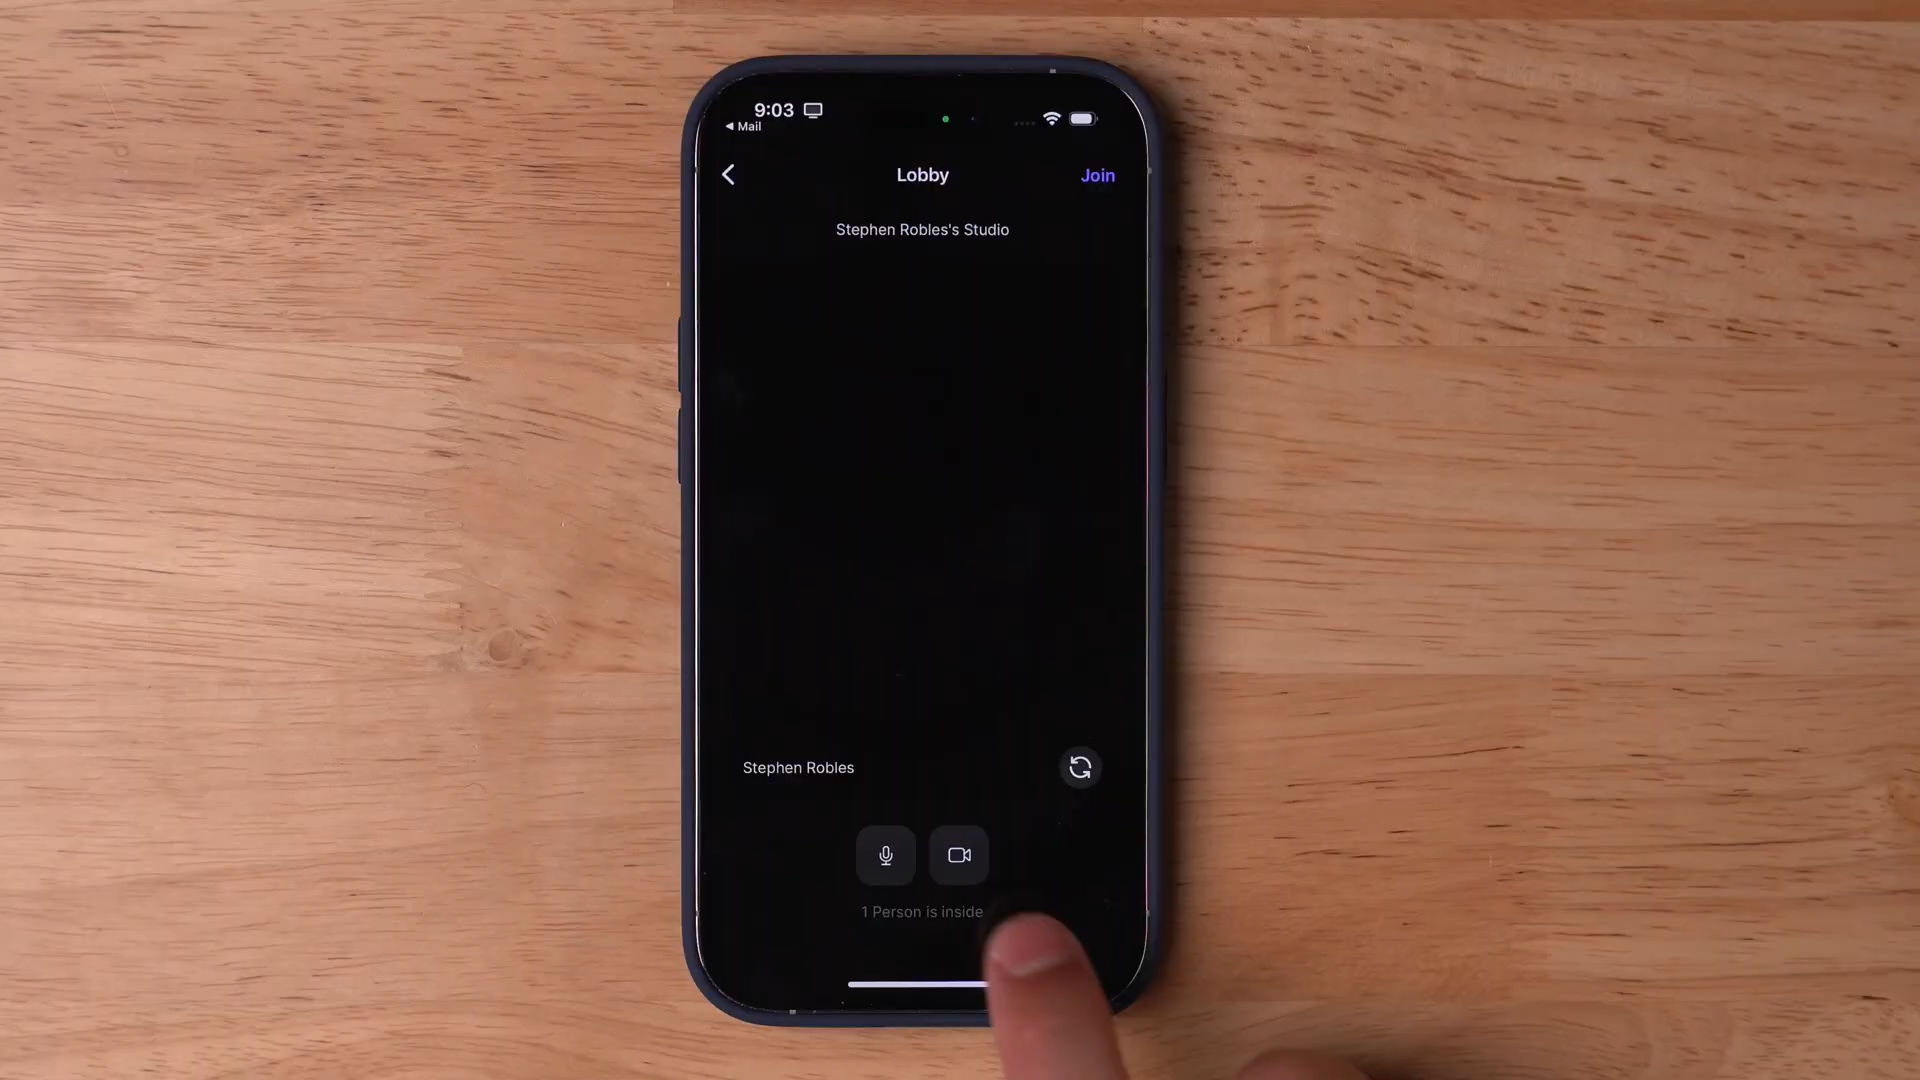 9:03
Mail
Lobby
Join
Stephen Robles's Studio
Stephen Robles
1 Person is inside